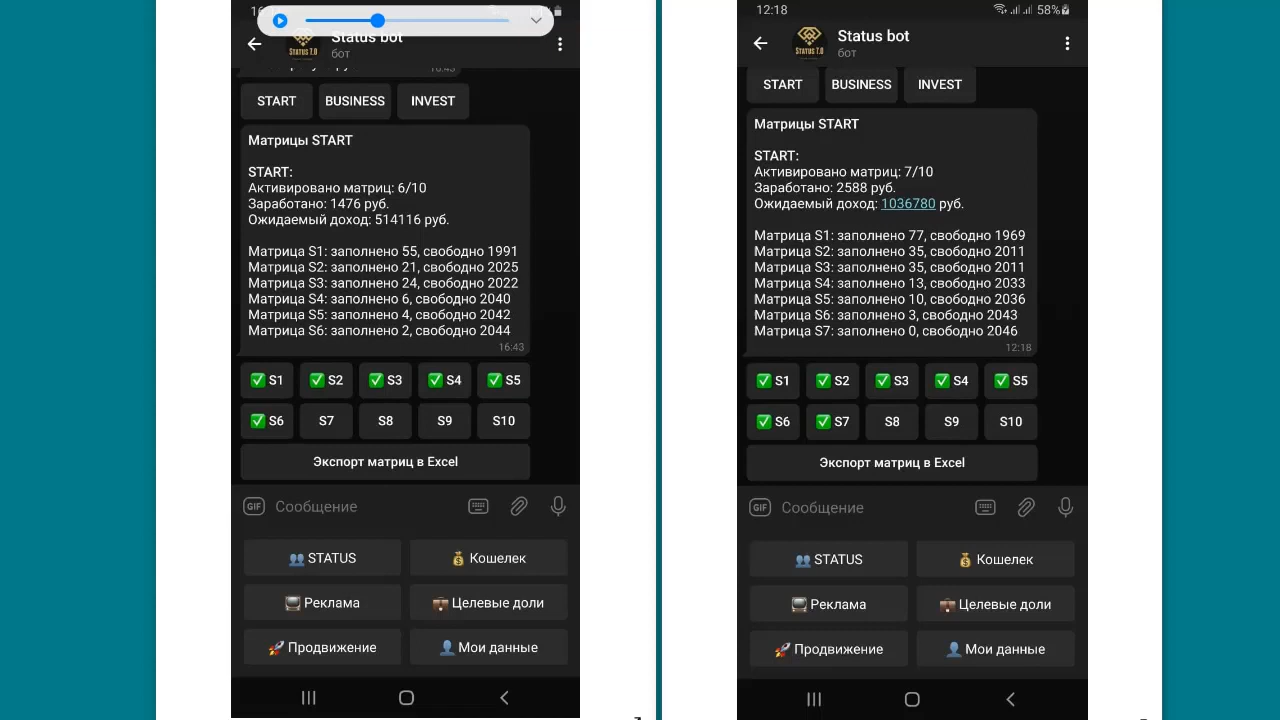 Status bot
бот
16:43
START BUSINESS INVEST
Матрицы START
START:
Активировано матриц: 6/10
Заработано: 1476 руб.
Ожидаемый доход: 514116 руб.
Матрица S1: заполнено 55, свободно 1991
Матрица S2: заполнено 21, свободно 2025
Матрица S3: заполнено 24, свободно 2022
Матрица S4: заполнено 6, свободно 2040
Матрица S5: заполнено 4, свободно 2042
Матрица S6: заполнено 2, свободно 2044
16:43
S1 S2 S3 S4 S5
S6 S7 S8 S9 S10
Экспорт матриц в Excel
GIF Сообщение
STATUS Кошелек
Реклама Целевые доли
Продвижение Мои данные
12:18 58%
STATUS 7.0
Status bot
бот
START BUSINESS INVEST
Матрицы START
START:
Активировано матриц: 7/10
Заработано: 2588 руб.
Ожидаемый доход: 1036780 руб.
Матрица S1: заполнено 77, свободно 1969
Матрица S2: заполнено 35, свободно 2011
Матрица S3: заполнено 35, свободно 2011
Матрица S4: заполнено 13, свободно 2033
Матрица S5: заполнено 10, свободно 2036
Матрица S6: заполнено 3, свободно 2043
Матрица S7: заполнено 0, свободно 2046
12:18
S1 S2 S3 S4 S5
S6 S7 S8 S9 S10
Экспорт матриц в Excel
GIF Сообщение
STATUS Кошелек
Реклама Целевые доли
Продвижение Мои данные